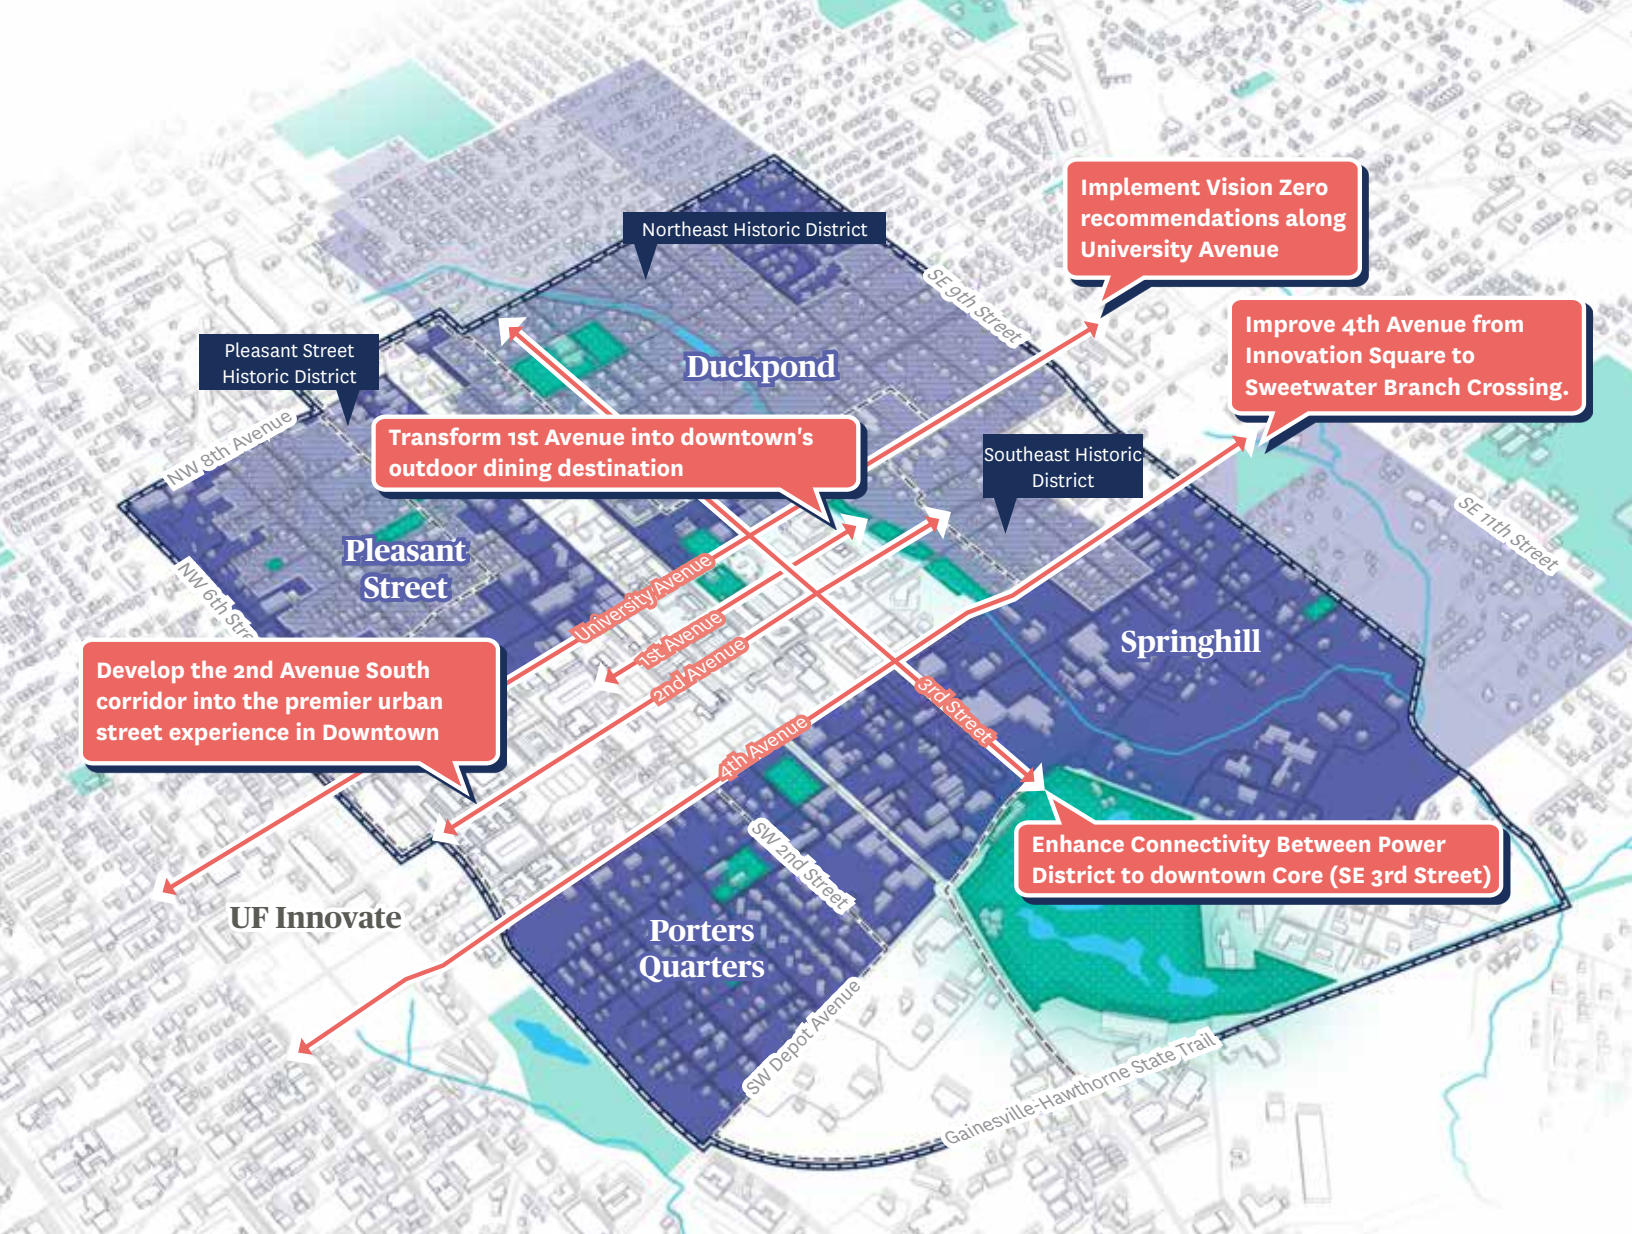 Implement Vision Zero
recommendations along
University Avenue
Northeast Historic District
SE 9th Street
Improve 4th Avenue from
Innovation Square to
Sweetwater Branch Crossing.
Pleasant Street
Historic District
Duckpond
NW 8th Avenue
Transform 1st Avenue into downtown's
outdoor dining destination
Southeast Historic
District
SE 11th Street
Pleasant
Street
NW 6th Stre
University Avenue
1st Avenue
2nd Avenue
Springhill
Develop the 2nd Avenue South
corridor into the premier urban
street experience in Downtown
3rd Street
4th Avenue
SW 2nd Street
Enhance Connectivity Between Power
District to downtown Core (SE 3rd Street)
UF Innovate
Porters
Quarters
SW Depot Avenue
Gainesville-Hawthorne State Trail